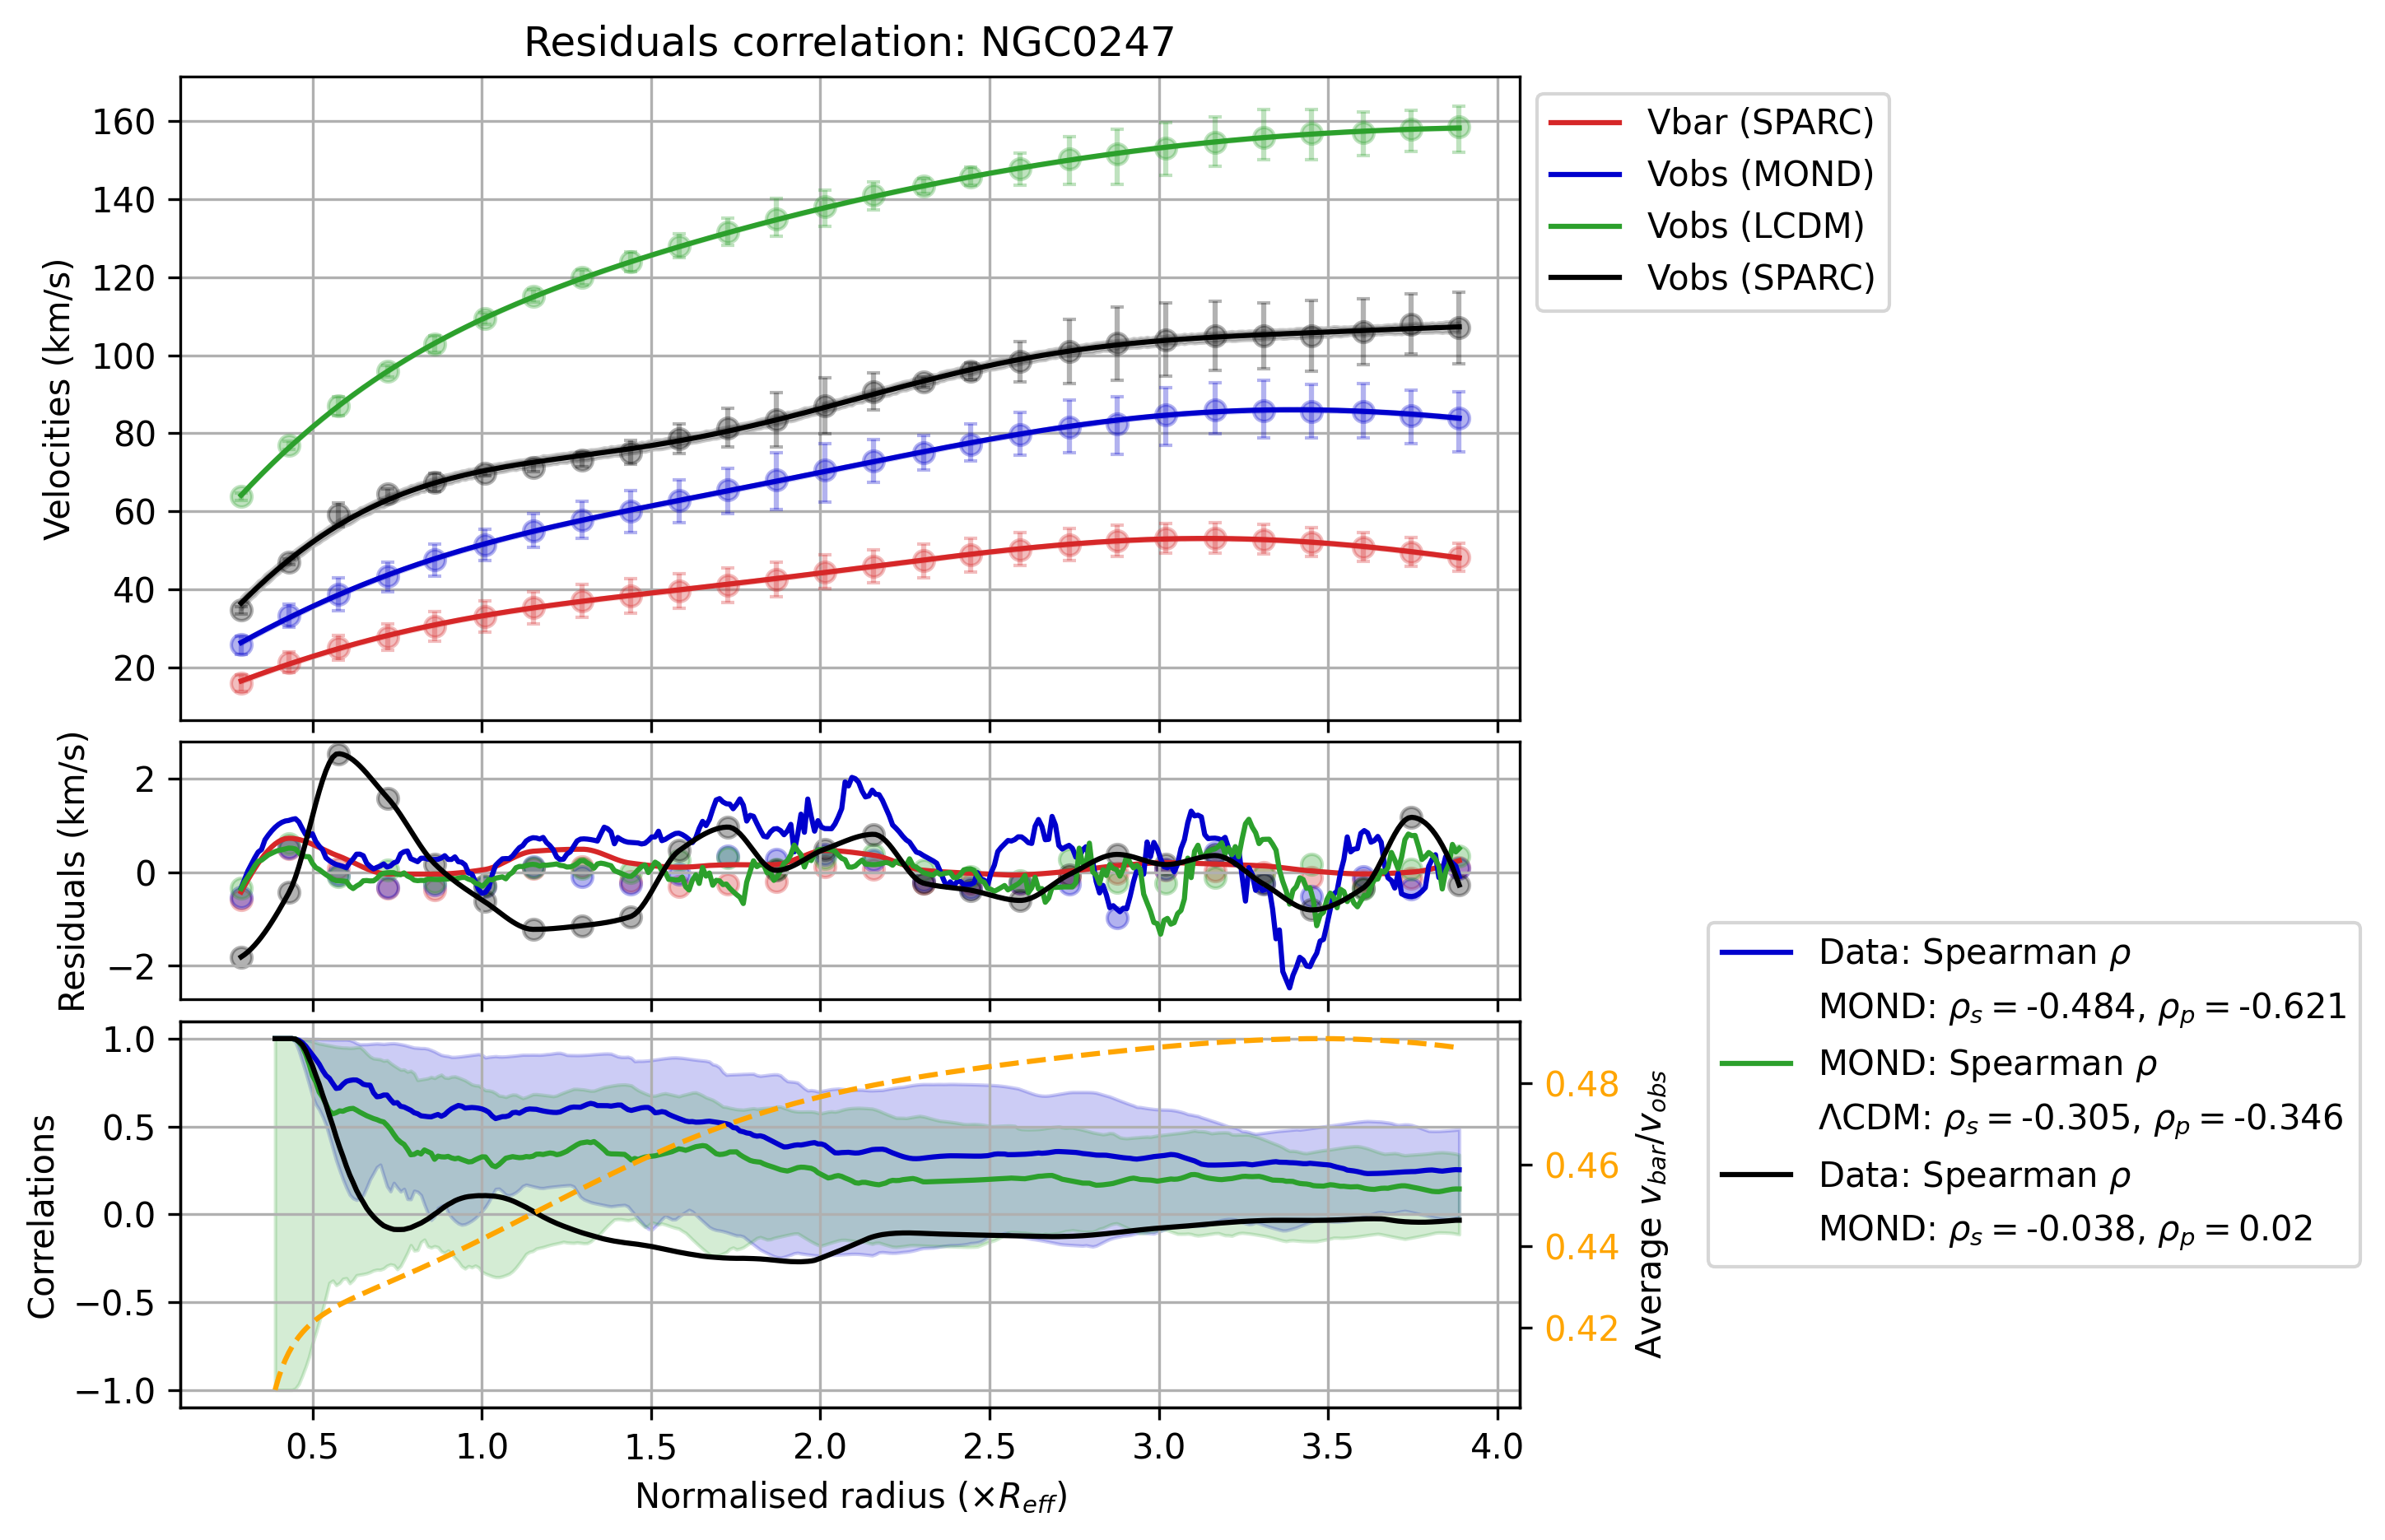 Residuals correlation: NGC0247
Velocities (km/s)
160
140
120
100
80
60
40
20
Vbar (SPARC)
Vobs (MOND)
Vobs (LCDM)
Vobs (SPARC)
Residuals (km/s)
2
0
−2
Correlations
1.0
0.5
0.0
−0.5
−1.0
0.48
0.46
0.44
0.42
Average v_bar/v_obs
Data: Spearman ρ
MOND: ρ_s = -0.484, ρ_p = -0.621
MOND: Spearman ρ
ΛCDM: ρ_s = -0.305, ρ_p = -0.346
Data: Spearman ρ
MOND: ρ_s = -0.038, ρ_p = 0.02
0.5 1.0 1.5 2.0 2.5 3.0 3.5 4.0
Normalised radius (×R_eff)